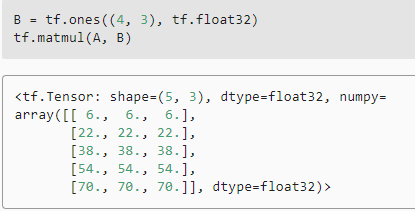 B = tf.ones((4, 3), tf.float32)
tf.matmul(A, B)
<tf.Tensor: shape=(5, 3), dtype=float32, numpy=
array([[ 6.,  6.,  6.],
       [22., 22., 22.],
       [38., 38., 38.],
       [54., 54., 54.],
       [70., 70., 70.]], dtype=float32)>